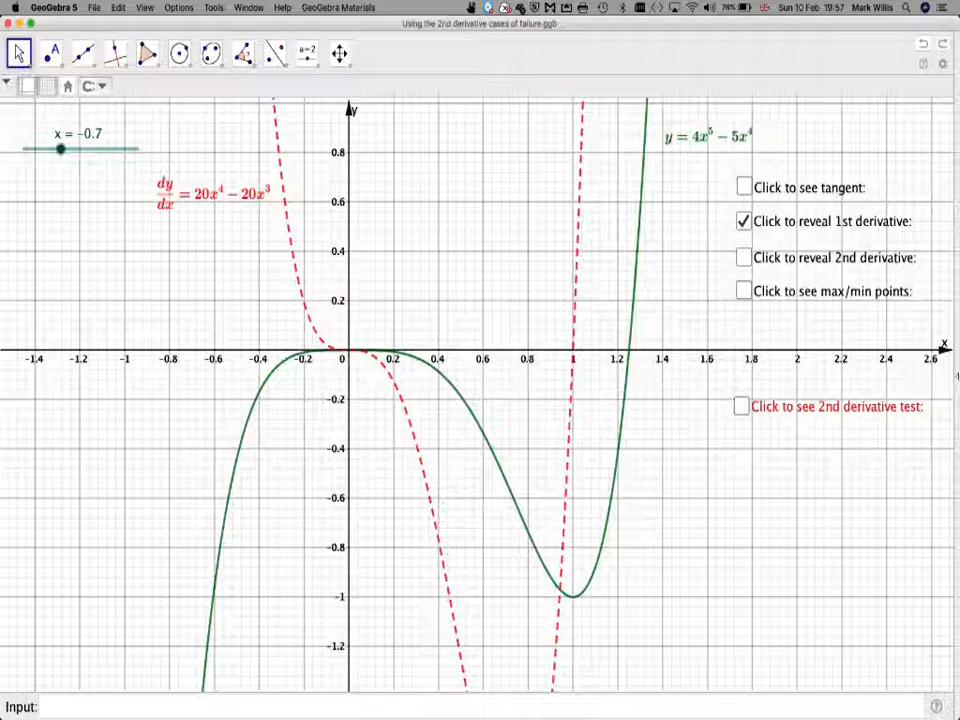 GeoGebra 5 File Edit View Options Tools Window Help GeoGebra Materials 76% Sun 10 Feb 19:57 Mark Willis
Using the 2nd derivative cases of failure.ggb
A a=2
x = -0.7
y
y = 4x⁵ − 5x⁴
dy/dx = 20x⁴ − 20x³
Click to see tangent:
Click to reveal 1st derivative:
Click to reveal 2nd derivative:
Click to see max/min points:
Click to see 2nd derivative test:
0.8
0.6
0.4
0.2
-1.4 -1.2 -1 -0.8 -0.6 -0.4 -0.2 0 0.2 0.4 0.6 0.8 1 1.2 1.4 1.6 1.8 2 2.2 2.4 2.6 x
-0.2
-0.4
-0.6
-0.8
-1
-1.2
Input: